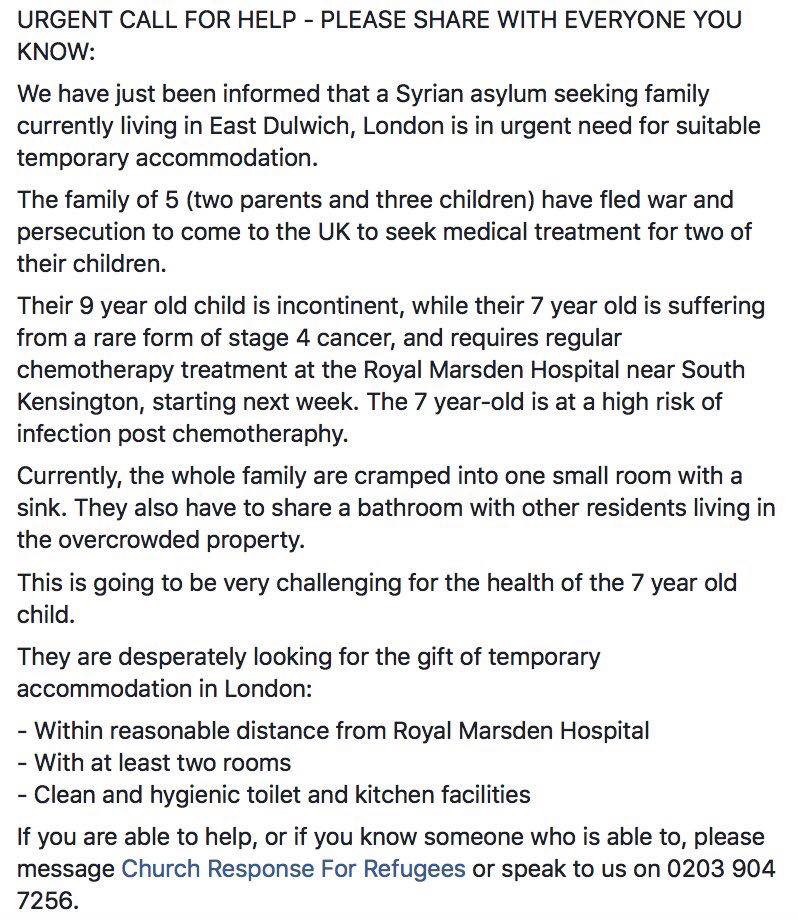 URGENT CALL FOR HELP - PLEASE SHARE WITH EVERYONE YOU
KNOW:
We have just been informed that a Syrian asylum seeking family
currently living in East Dulwich, London is in urgent need for suitable
temporary accommodation.
The family of 5 (two parents and three children) have fled war and
persecution to come to the UK to seek medical treatment for two of
their children.
Their 9 year old child is incontinent, while their 7 year old is suffering
from a rare form of stage 4 cancer, and requires regular
chemotherapy treatment at the Royal Marsden Hospital near South
Kensington, starting next week. The 7 year-old is at a high risk of
infection post chemotheraphy.
Currently, the whole family are cramped into one small room with a
sink. They also have to share a bathroom with other residents living in
the overcrowded property.
This is going to be very challenging for the health of the 7 year old
child.
They are desperately looking for the gift of temporary
accommodation in London:
- Within reasonable distance from Royal Marsden Hospital
- With at least two rooms
- Clean and hygienic toilet and kitchen facilities
If you are able to help, or if you know someone who is able to, please
message Church Response For Refugees or speak to us on 0203 904
7256.